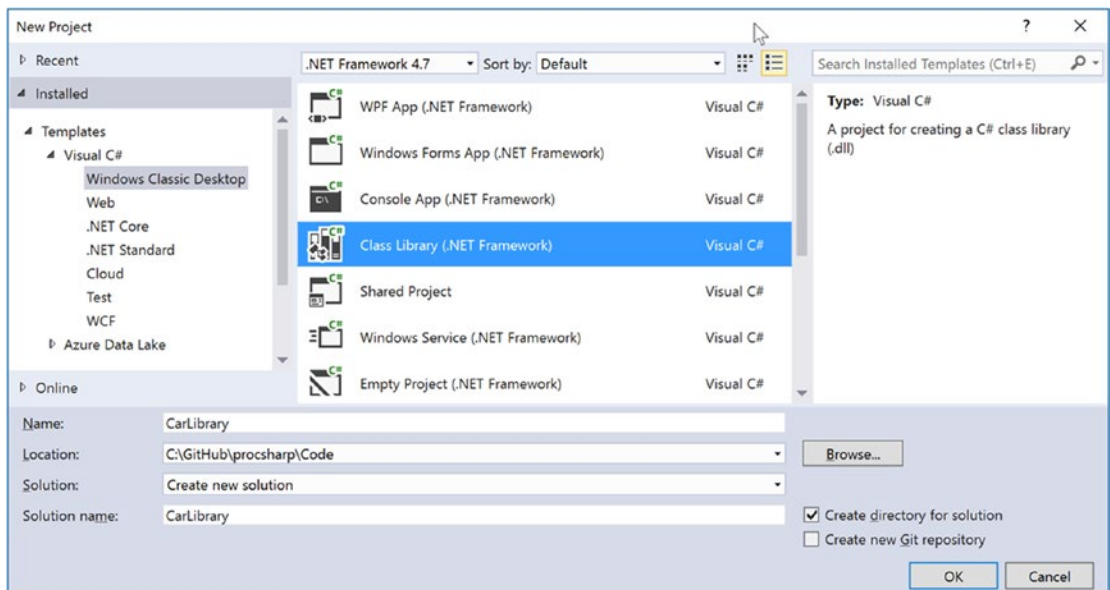 New Project
?
Recent
.NET Framework 4.7
Sort by: Default
Search Installed Templates (Ctrl+E)
Installed
Templates
Visual C#
Windows Classic Desktop
Web
.NET Core
.NET Standard
Cloud
Test
WCF
Azure Data Lake
Online
C# WPF App (.NET Framework) Visual C#
C# Windows Forms App (.NET Framework) Visual C#
C# Console App (.NET Framework) Visual C#
C# Class Library (.NET Framework) Visual C#
C# Shared Project Visual C#
C# Windows Service (.NET Framework) Visual C#
C# Empty Project (.NET Framework) Visual C#
Type: Visual C#
A project for creating a C# class library
(.dll)
Name: CarLibrary
Location: C:\GitHub\procsharp\Code
Browse...
Solution: Create new solution
Solution name: CarLibrary
Create directory for solution
Create new Git repository
OK Cancel